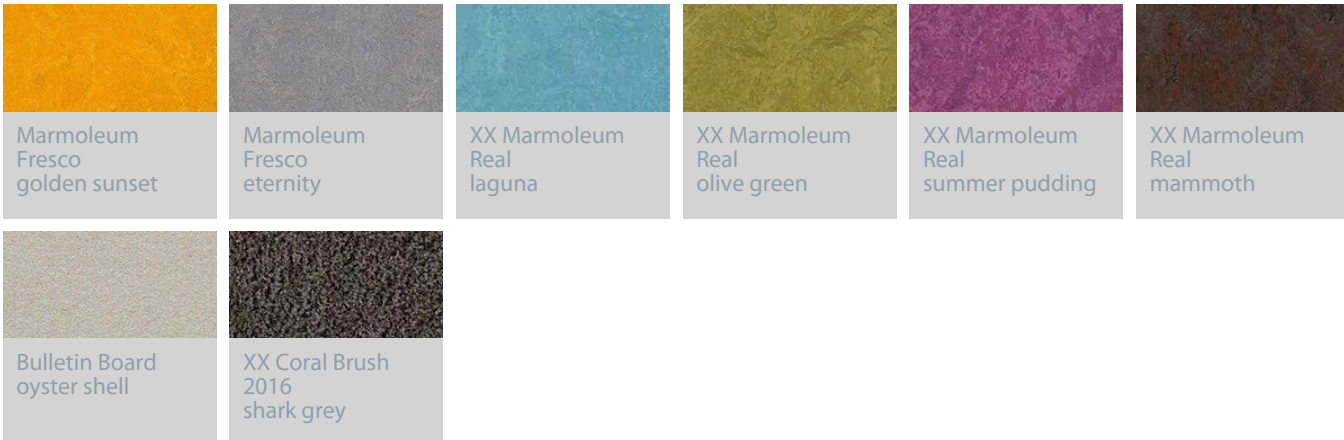 Marmoleum
Fresco
golden sunset
Marmoleum
Fresco
eternity
XX Marmoleum
Real
laguna
XX Marmoleum
Real
olive green
XX Marmoleum
Real
summer pudding
XX Marmoleum
Real
mammoth
Bulletin Board
oyster shell
XX Coral Brush
2016
shark grey